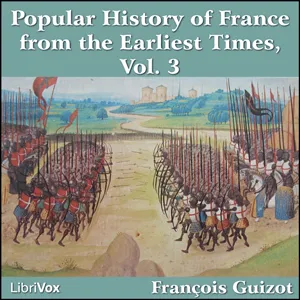 Popular History of France
from the Earliest Times,
Vol. 3
LibriVox
François Guizot